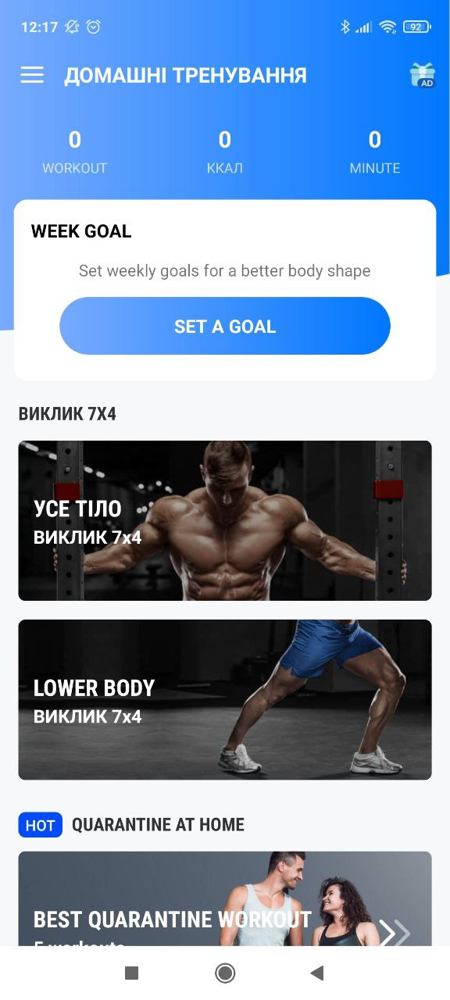 12:17
92
ДОМАШНІ ТРЕНУВАННЯ
AD
0
0
0
WORKOUT
ККАЛ
MINUTE
WEEK GOAL
Set weekly goals for a better body shape
SET A GOAL
ВИКЛИК 7X4
УСЕ ТІЛО
ВИКЛИК 7x4
LOWER BODY
ВИКЛИК 7x4
HOT QUARANTINE AT HOME
BEST QUARANTINE WORKOUT
5 workouts